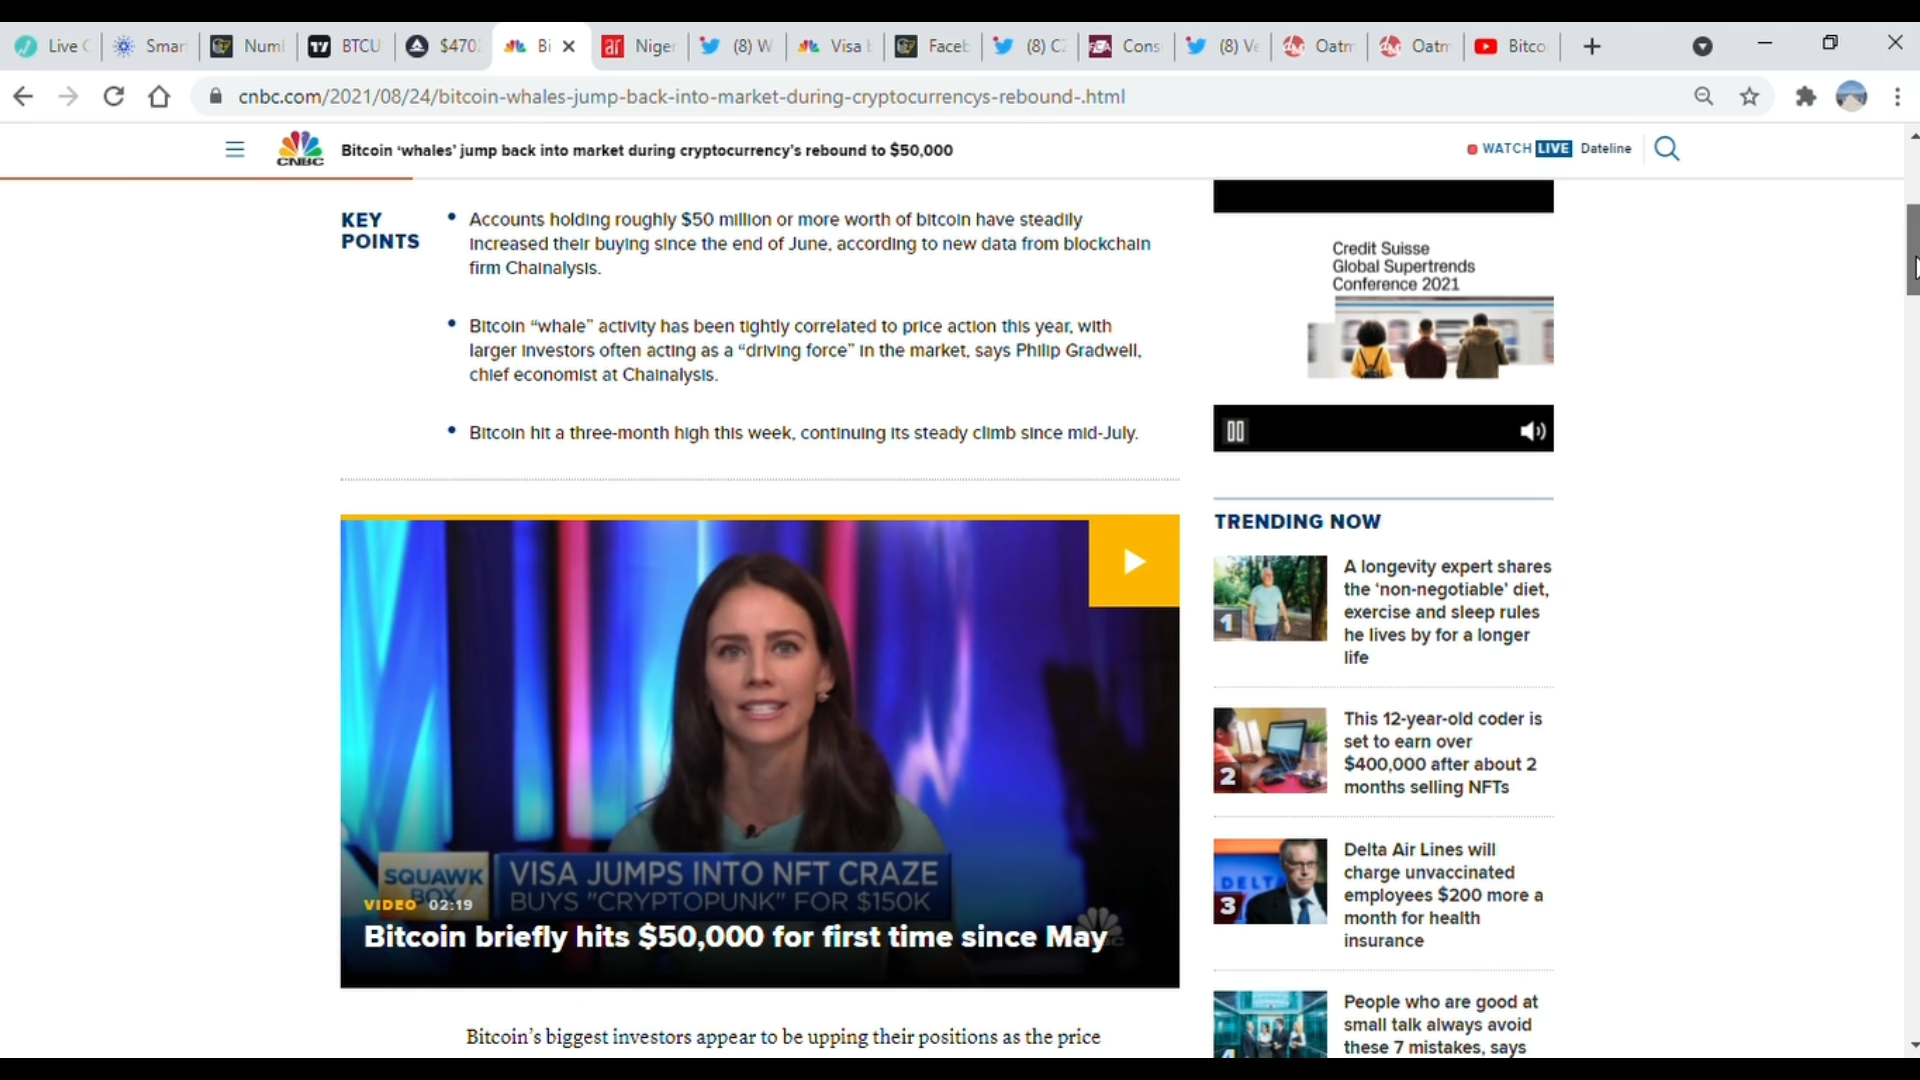 Live C
Smar
Numl
BTCU
$470
Bi
Niger
(8) W
Visa b
Faceb
(8) C
Cons
(8) Ve
Oatm
Oatm
Bitco
cnbc.com/2021/08/24/bitcoin-whales-jump-back-into-market-during-cryptocurrencys-rebound-.html
CNBC
Bitcoin ‘whales’ jump back into market during cryptocurrency’s rebound to $50,000
WATCH LIVE Dateline
KEY
POINTS
Accounts holding roughly $50 million or more worth of bitcoin have steadily
increased their buying since the end of June, according to new data from blockchain
firm Chainalysis.
Bitcoin “whale” activity has been tightly correlated to price action this year, with
larger investors often acting as a “driving force” in the market, says Philip Gradwell,
chief economist at Chainalysis.
Bitcoin hit a three-month high this week, continuing its steady climb since mid-July.
SQUAWK
BOX
VISA JUMPS INTO NFT CRAZE
BUYS "CRYPTOPUNK" FOR $150K
VIDEO 02:19
Bitcoin briefly hits $50,000 for first time since May
Bitcoin’s biggest investors appear to be upping their positions as the price
Credit Suisse
Global Supertrends
Conference 2021
TRENDING NOW
1
A longevity expert shares
the ‘non-negotiable’ diet,
exercise and sleep rules
he lives by for a longer
life
2
This 12-year-old coder is
set to earn over
$400,000 after about 2
months selling NFTs
DELTA
3
Delta Air Lines will
charge unvaccinated
employees $200 more a
month for health
insurance
4
People who are good at
small talk always avoid
these 7 mistakes, says